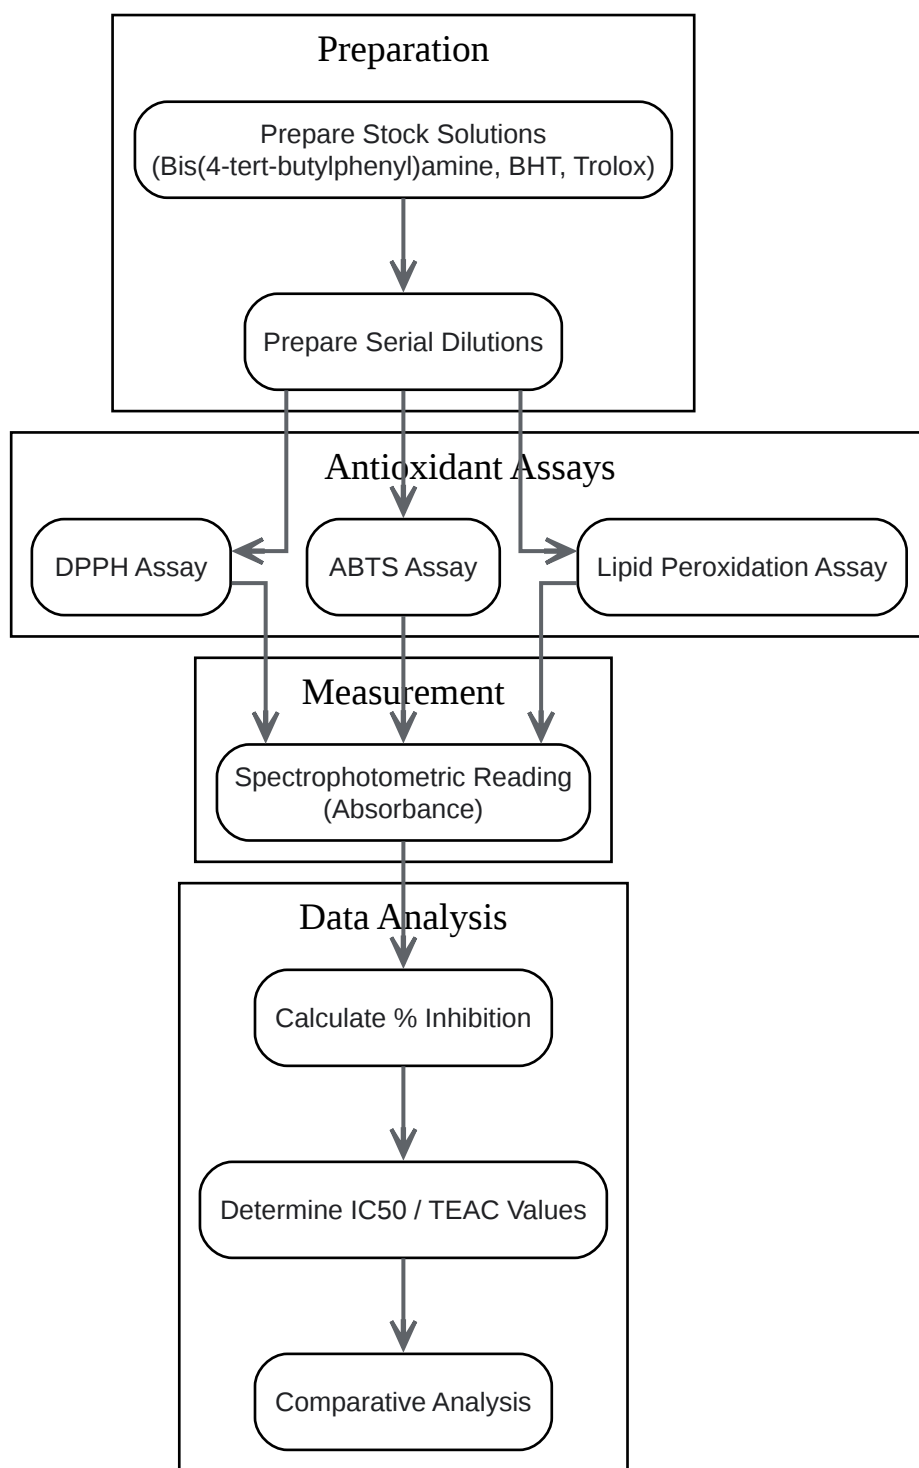 Preparation
Prepare Stock Solutions
(Bis(4-tert-butylphenyl)amine, BHT, Trolox)
Prepare Serial Dilutions
Antioxidant Assays
DPPH Assay
ABTS Assay
Lipid Peroxidation Assay
Measurement
Spectrophotometric Reading
(Absorbance)
Data Analysis
Calculate % Inhibition
Determine IC50 / TEAC Values
Comparative Analysis